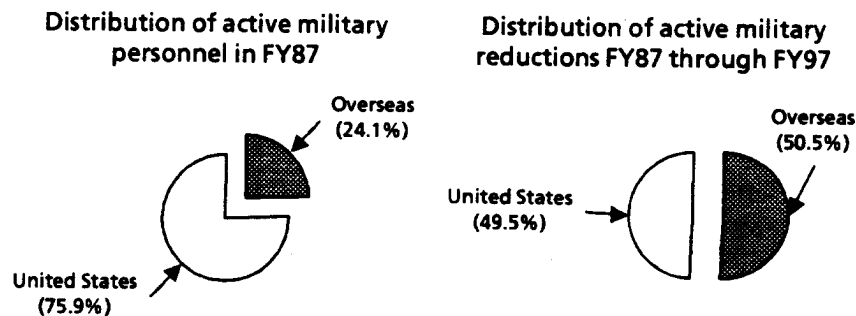 Distribution of active military
personnel in FY87
Overseas
(24.1%)
United States
(75.9%)
Distribution of active military
reductions FY87 through FY97
Overseas
(50.5%)
United States
(49.5%)